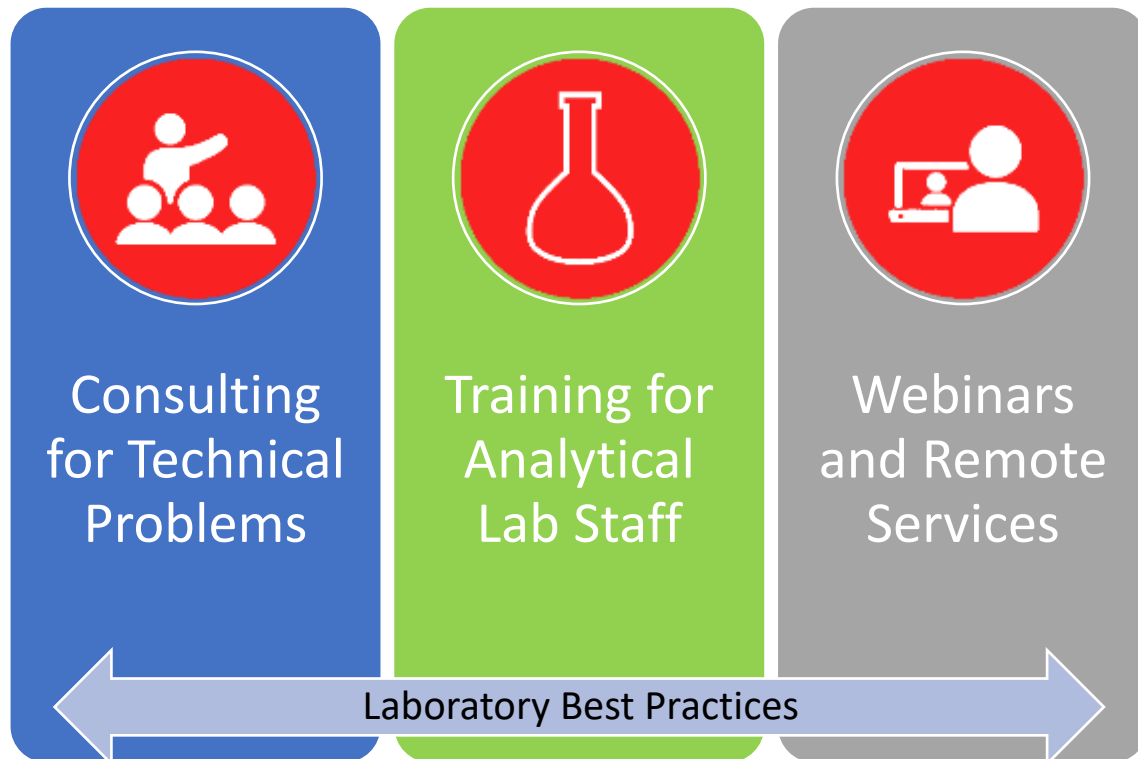 Consulting
for Technical
Problems
Training for
Analytical
Lab Staff
Webinars
and Remote
Services
Laboratory Best Practices